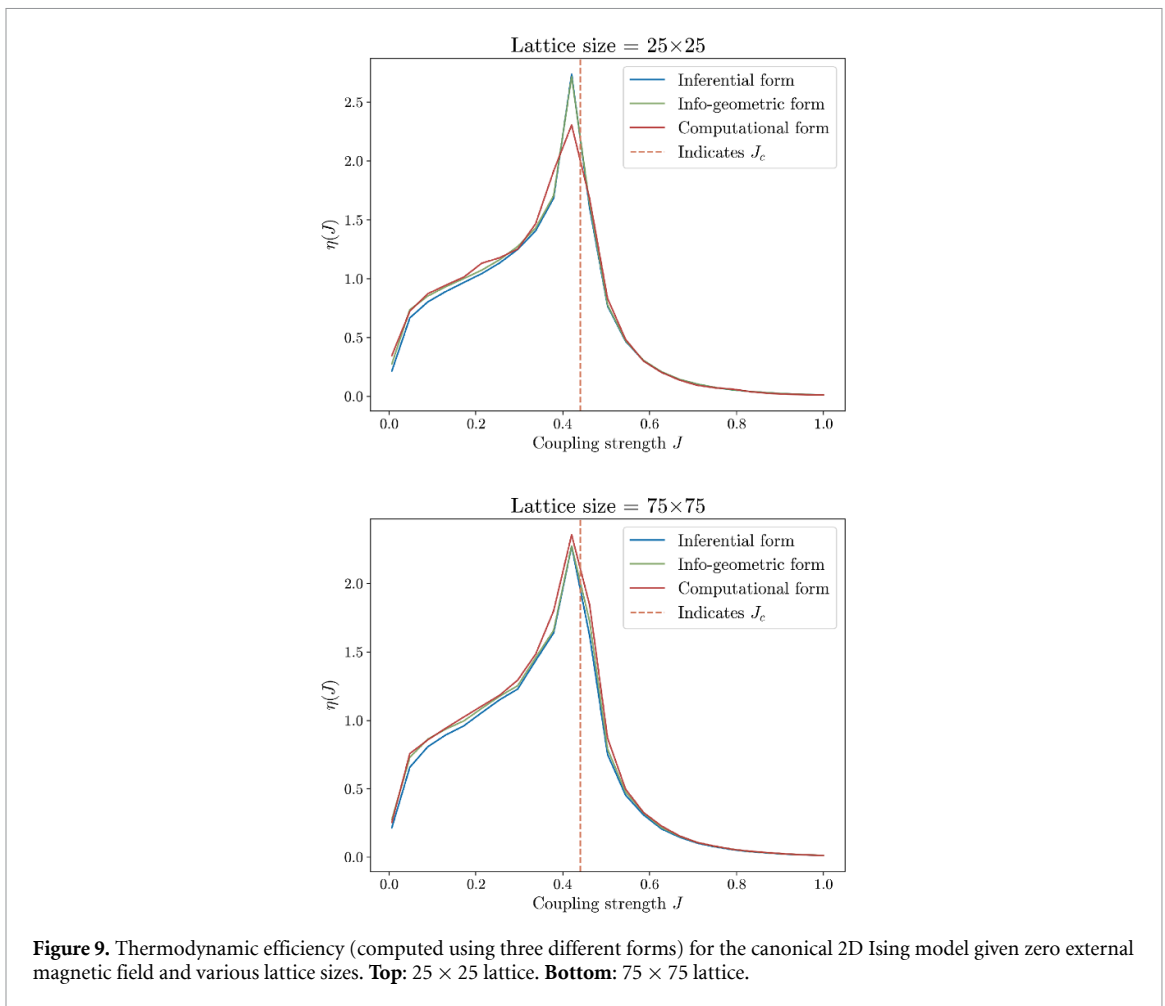 Lattice size = 25×25
Inferential form
Info-geometric form
Computational form
Indicates J_c
η(J)
2.5
2.0
1.5
1.0
0.5
0.0
0.0 0.2 0.4 0.6 0.8 1.0
Coupling strength J
Lattice size = 75×75
Inferential form
Info-geometric form
Computational form
Indicates J_c
η(J)
2.0
1.5
1.0
0.5
0.0
0.0 0.2 0.4 0.6 0.8 1.0
Coupling strength J
Figure 9. Thermodynamic efficiency (computed using three different forms) for the canonical 2D Ising model given zero external
magnetic field and various lattice sizes. Top: 25 × 25 lattice. Bottom: 75 × 75 lattice.